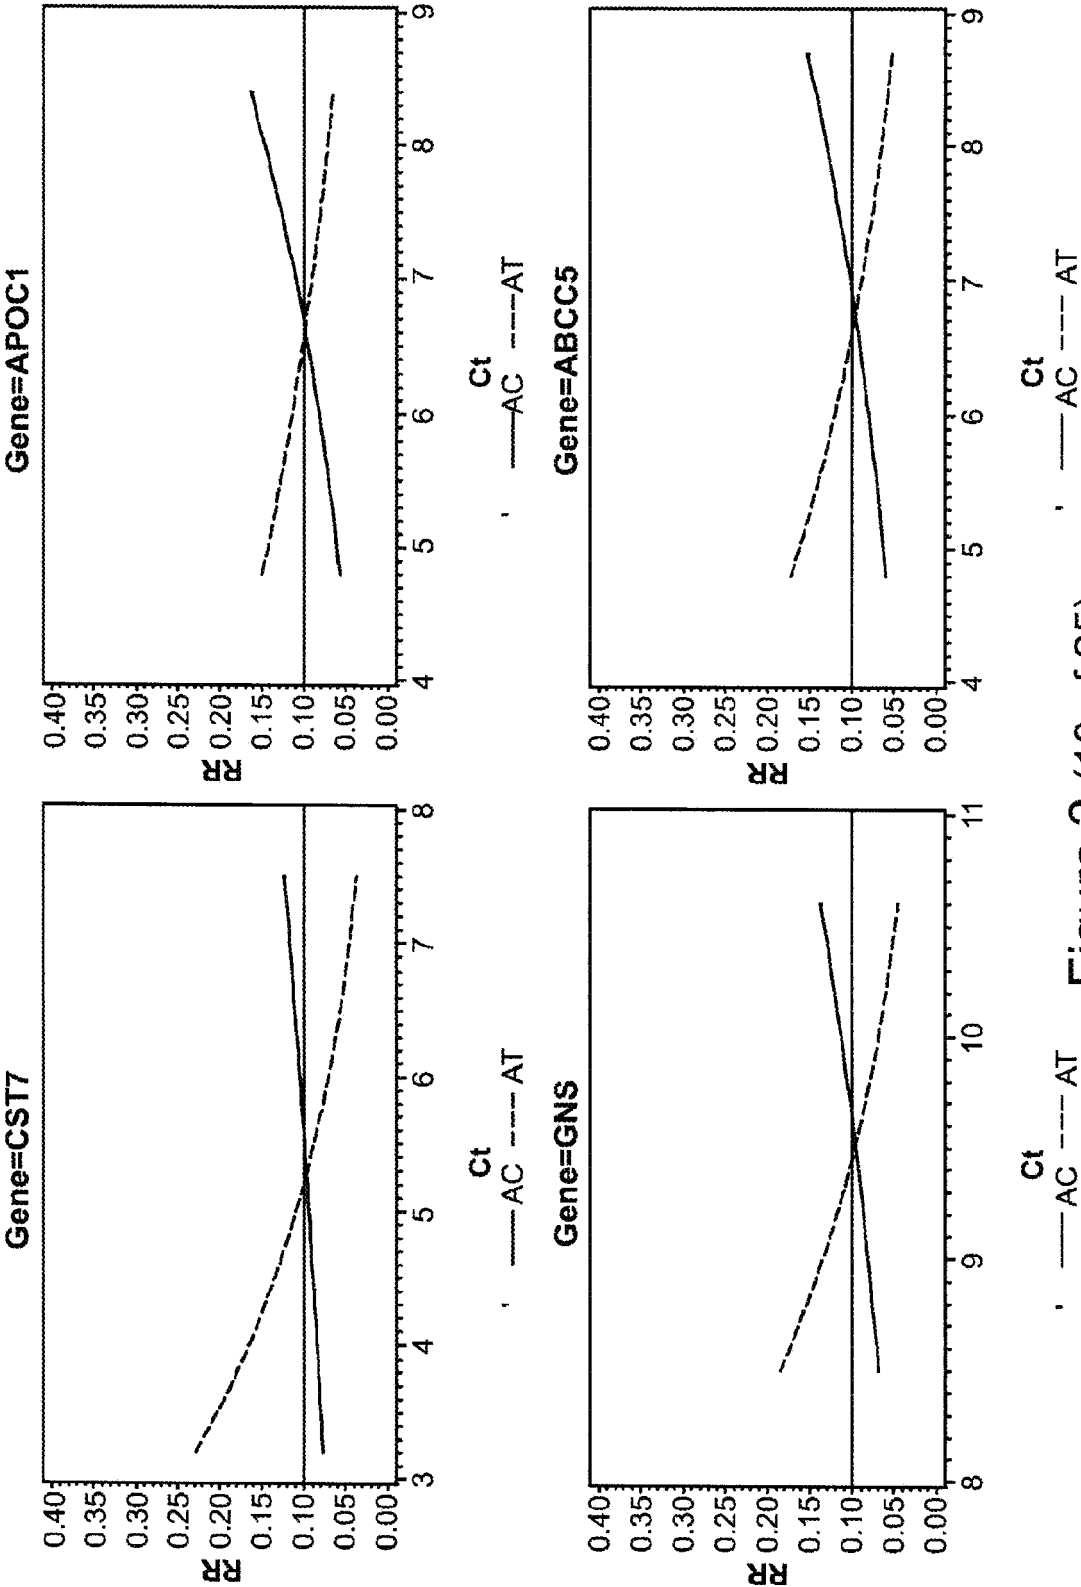 Gene=CST7
RR
0.40
0.35
0.30
0.25
0.20
0.15
0.10
0.05
0.00
3 4 5 6 7 8
Ct
' —— AC ---- AT
Gene=APOC1
RR
0.40
0.35
0.30
0.25
0.20
0.15
0.10
0.05
0.00
4 5 6 7 8 9
Ct
' —— AC ---- AT
Gene=GNS
RR
0.40
0.35
0.30
0.25
0.20
0.15
0.10
0.05
0.00
8 9 10 11
Ct
' —— AC ---- AT
Gene=ABCC5
RR
0.40
0.35
0.30
0.25
0.20
0.15
0.10
0.05
0.00
4 5 6 7 8 9
Ct
' —— AC ---- AT
Figure